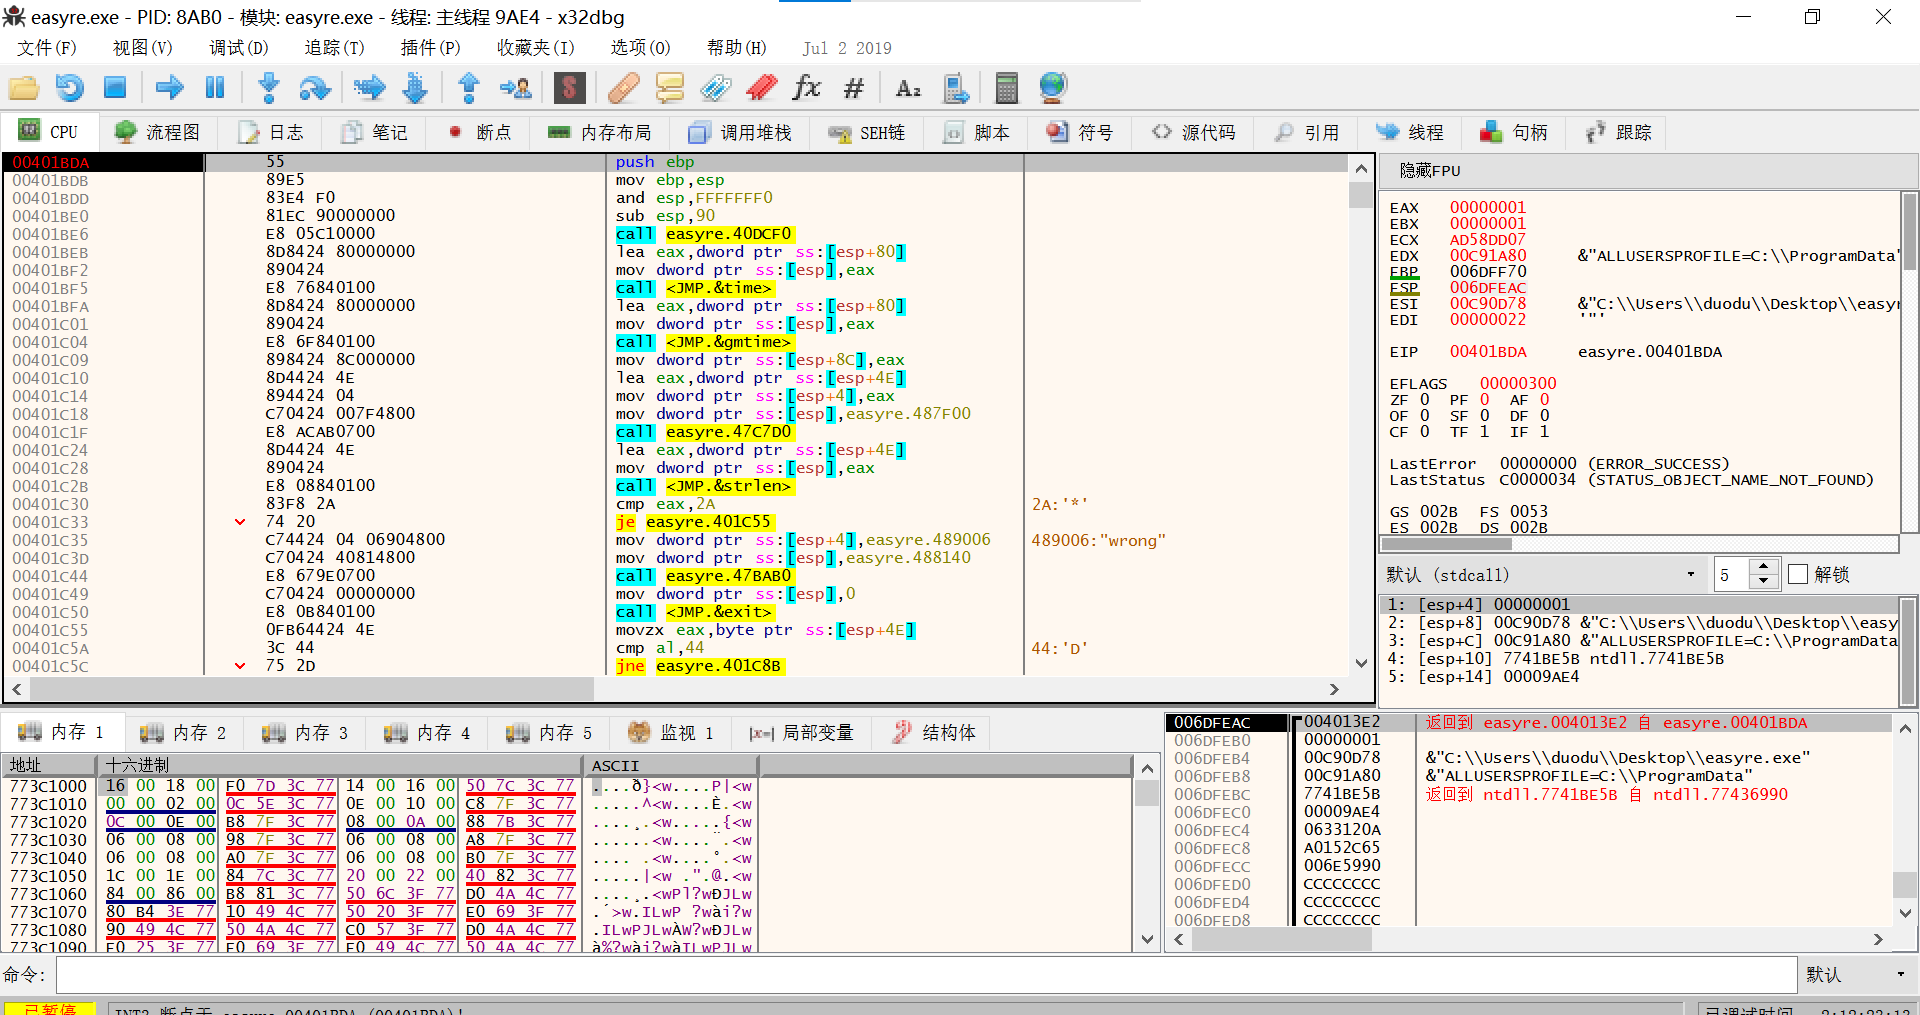 easyre.exe - PID: 8AB0 - 模块: easyre.exe - 线程: 主线程 9AE4 - x32dbg
文件(F) 视图(V) 调试(D) 追踪(T) 插件(P) 收藏夹(I) 选项(O) 帮助(H) Jul 2 2019
CPU 流程图 日志 笔记 断点 内存布局 调用堆栈 SEH链 脚本 符号 源代码 引用 线程 句柄 跟踪
00401BDA 55 push ebp
00401BDB 89E5 mov ebp,esp
00401BDD 83E4 F0 and esp,FFFFFFF0
00401BE0 81EC 90000000 sub esp,90
00401BE6 E8 05C10000 call easyre.40DCF0
00401BEB 8D8424 80000000 lea eax,dword ptr ss:[esp+80]
00401BF2 890424 mov dword ptr ss:[esp],eax
00401BF5 E8 76840100 call <JMP.&time>
00401BFA 8D8424 80000000 lea eax,dword ptr ss:[esp+80]
00401C01 890424 mov dword ptr ss:[esp],eax
00401C04 E8 6F840100 call <JMP.&gmtime>
00401C09 898424 8C000000 mov dword ptr ss:[esp+8C],eax
00401C10 8D4424 4E lea eax,dword ptr ss:[esp+4E]
00401C14 894424 04 mov dword ptr ss:[esp+4],eax
00401C18 C70424 007F4800 mov dword ptr ss:[esp],easyre.487F00
00401C1F E8 ACAB0700 call easyre.47C7D0
00401C24 8D4424 4E lea eax,dword ptr ss:[esp+4E]
00401C28 890424 mov dword ptr ss:[esp],eax
00401C2B E8 08840100 call <JMP.&strlen>
00401C30 83F8 2A cmp eax,2A 2A:'*'
00401C33 74 20 je easyre.401C55
00401C35 C74424 04 06904800 mov dword ptr ss:[esp+4],easyre.489006 489006:"wrong"
00401C3D C70424 40814800 mov dword ptr ss:[esp],easyre.488140
00401C44 E8 679E0700 call easyre.47BAB0
00401C49 C70424 00000000 mov dword ptr ss:[esp],0
00401C50 E8 0B840100 call <JMP.&exit>
00401C55 0FB64424 4E movzx eax,byte ptr ss:[esp+4E]
00401C5A 3C 44 cmp al,44 44:'D'
00401C5C 75 2D jne easyre.401C8B
隐藏FPU
EAX 00000001
EBX 00000001
ECX AD58DD07
EDX 00C91A80 &"ALLUSERSPROFILE=C:\\ProgramData"
EBP 006DFF70
ESP 006DFEAC
ESI 00C90D78 &"C:\\Users\\duodu\\Desktop\\easyr
EDI 00000022 '"'
EIP 00401BDA easyre.00401BDA
EFLAGS 00000300
ZF 0 PF 0 AF 0
OF 0 SF 0 DF 0
CF 0 TF 1 IF 1
LastError 00000000 (ERROR_SUCCESS)
LastStatus C0000034 (STATUS_OBJECT_NAME_NOT_FOUND)
GS 002B FS 0053
ES 002B DS 002B
默认 (stdcall) 5 解锁
1: [esp+4] 00000001
2: [esp+8] 00C90D78 &"C:\\Users\\duodu\\Desktop\\easy
3: [esp+C] 00C91A80 &"ALLUSERSPROFILE=C:\\ProgramData
4: [esp+10] 7741BE5B ntdll.7741BE5B
5: [esp+14] 00009AE4
内存 1 内存 2 内存 3 内存 4 内存 5 监视 1 [x=] 局部变量 结构体
地址 十六进制 ASCII
773C1000 16 00 18 00 F0 7D 3C 77 14 00 16 00 50 7C 3C 77 ....ð}<w....P|<w
773C1010 00 00 02 00 0C 5E 3C 77 0E 00 10 00 C8 7F 3C 77 .....^<w....È.<w
773C1020 0C 00 0E 00 B8 7F 3C 77 08 00 0A 00 88 7B 3C 77 ....¸.<w.....{<w
773C1030 06 00 08 00 98 7F 3C 77 06 00 08 00 A8 7F 3C 77 ......<w....¨.<w
773C1040 06 00 08 00 A0 7F 3C 77 06 00 08 00 B0 7F 3C 77 .... .<w....°.<w
773C1050 1C 00 1E 00 84 7C 3C 77 20 00 22 00 40 82 3C 77 .....|<w .".@.<w
773C1060 84 00 86 00 B8 81 3C 77 50 6C 3F 77 D0 4A 4C 77 ....¸.<wPl?wÐJLw
773C1070 80 B4 3E 77 10 49 4C 77 50 20 3F 77 E0 69 3F 77 .´>w.ILwP ?wài?w
773C1080 90 49 4C 77 50 4A 4C 77 C0 57 3F 77 D0 4A 4C 77 .ILwPJLwÀW?wÐJLw
773C1090 E0 25 3F 77 E0 69 3F 77 E0 49 4C 77 50 4A 4C 77 à%?wài?wàILwPJLw
006DFEAC 004013E2 返回到 easyre.004013E2 自 easyre.00401BDA
006DFEB0 00000001
006DFEB4 00C90D78 &"C:\\Users\\duodu\\Desktop\\easyre.exe"
006DFEB8 00C91A80 &"ALLUSERSPROFILE=C:\\ProgramData"
006DFEBC 7741BE5B 返回到 ntdll.7741BE5B 自 ntdll.77436990
006DFEC0 00009AE4
006DFEC4 0633120A
006DFEC8 A0152C65
006DFECC 006E5990
006DFED0 CCCCCCCC
006DFED4 CCCCCCCC
006DFED8 CCCCCCCC
命令: 默认
已暂停 INT3 断点于 easyre.00401BDA (00401BDA)! 已调试时间